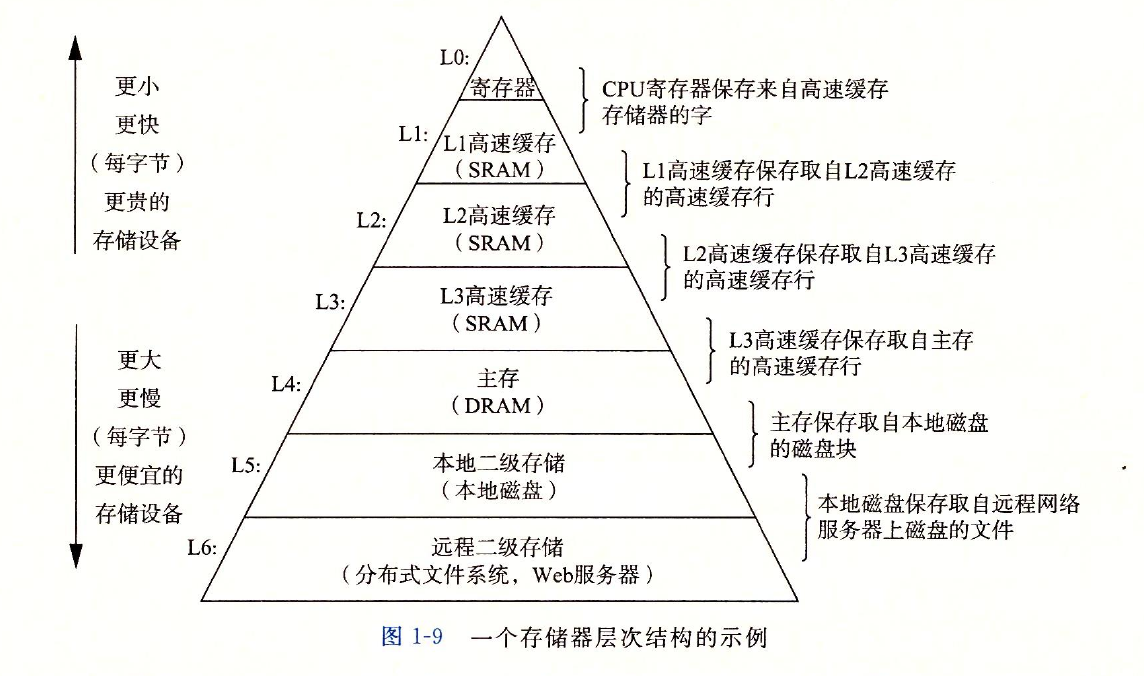 更小
更快
（每字节）
更贵的
存储设备
更大
更慢
（每字节）
更便宜的
存储设备
L0:
寄存器
CPU寄存器保存来自高速缓存
存储器的字
L1:
L1高速缓存
（SRAM）
L1高速缓存保存取自L2高速缓存
的高速缓存行
L2:
L2高速缓存
（SRAM）
L2高速缓存保存取自L3高速缓存
的高速缓存行
L3:
L3高速缓存
（SRAM）
L3高速缓存保存取自主存
的高速缓存行
L4:
主存
（DRAM）
主存保存取自本地磁盘
的磁盘块
L5:
本地二级存储
（本地磁盘）
本地磁盘保存取自远程网络
服务器上磁盘的文件
L6:
远程二级存储
（分布式文件系统，Web服务器）
图 1-9 一个存储器层次结构的示例